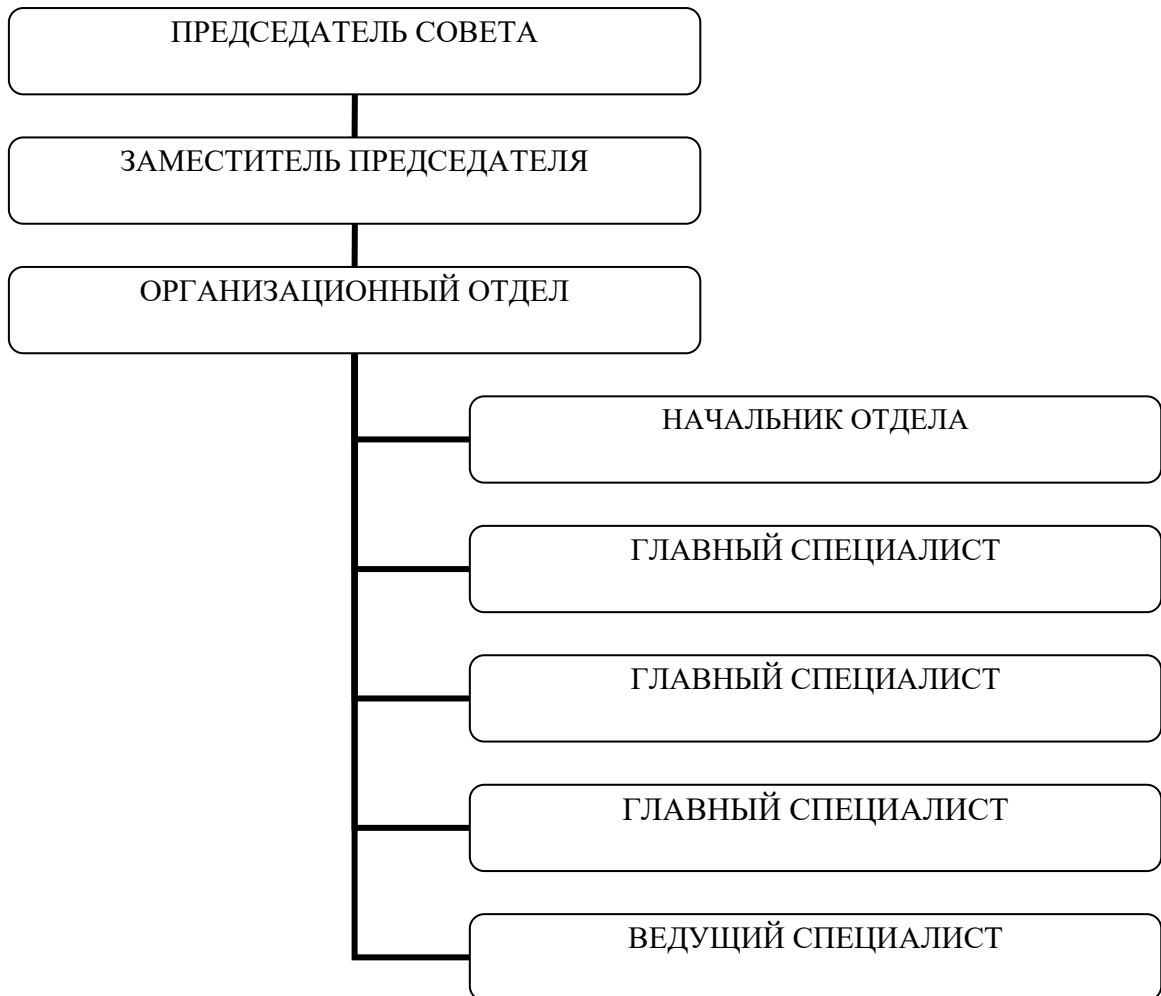 ПРЕДСЕДАТЕЛЬ СОВЕТА
ЗАМЕСТИТЕЛЬ ПРЕДСЕДАТЕЛЯ
ОРГАНИЗАЦИОННЫЙ ОТДЕЛ
НАЧАЛЬНИК ОТДЕЛА
ГЛАВНЫЙ СПЕЦИАЛИСТ
ГЛАВНЫЙ СПЕЦИАЛИСТ
ГЛАВНЫЙ СПЕЦИАЛИСТ
ВЕДУЩИЙ СПЕЦИАЛИСТ